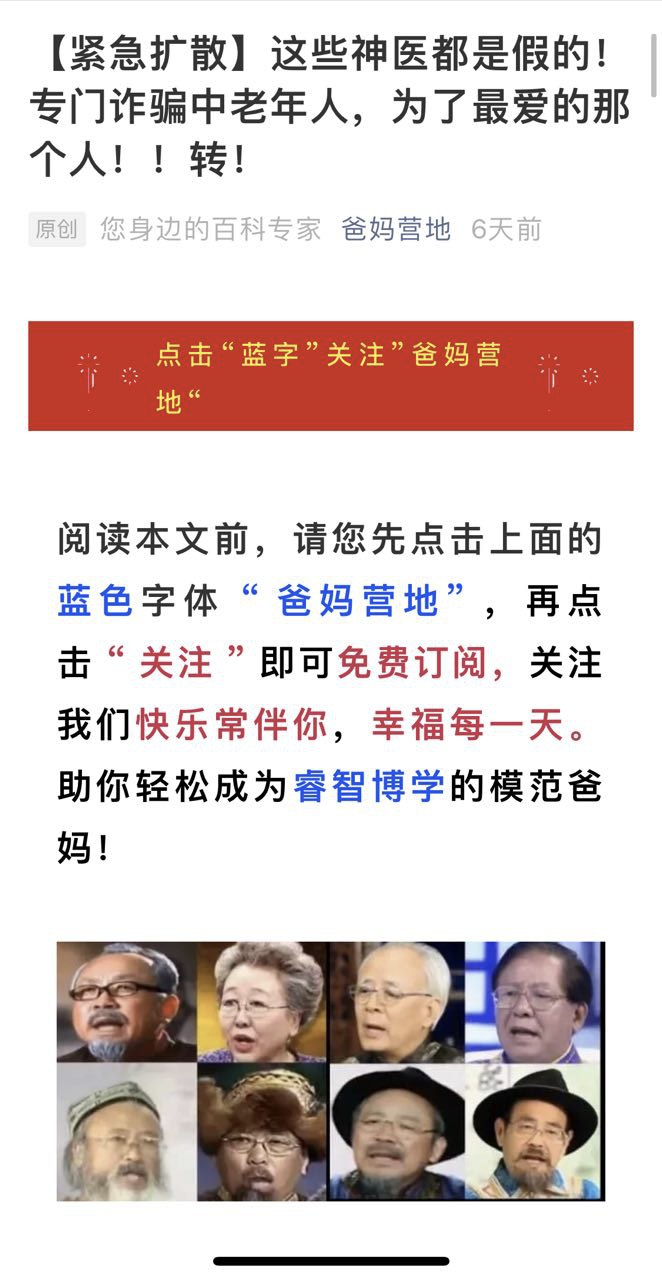 【紧急扩散】这些神医都是假的！
专门诈骗中老年人，为了最爱的那
个人！！转！
原创 您身边的百科专家 爸妈营地 6天前
点击“蓝字”关注”爸妈营
地“
阅读本文前，请您先点击上面的
蓝色字体“爸妈营地”，再点
击“关注”即可免费订阅，关注
我们快乐常伴你，幸福每一天。
助你轻松成为睿智博学的模范爸
妈！